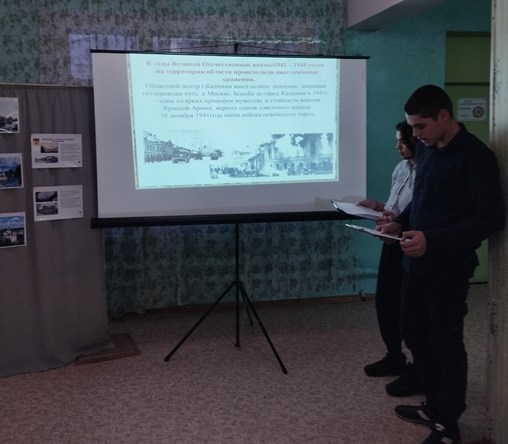 В годы Великой Отечественной войны1941 – 1945 годов
на территории области происходили ожесточённые
сражения.
Областной центр г.Калинин имел особое значение, закрывая
гитлеровцам путь к Москве. Борьба за город Калинин в 1941г.
- один из ярких примеров мужества и стойкости воинов
Красной Армии, верных сынов советского народа.
16 декабря 1941года наши войска освободили город.